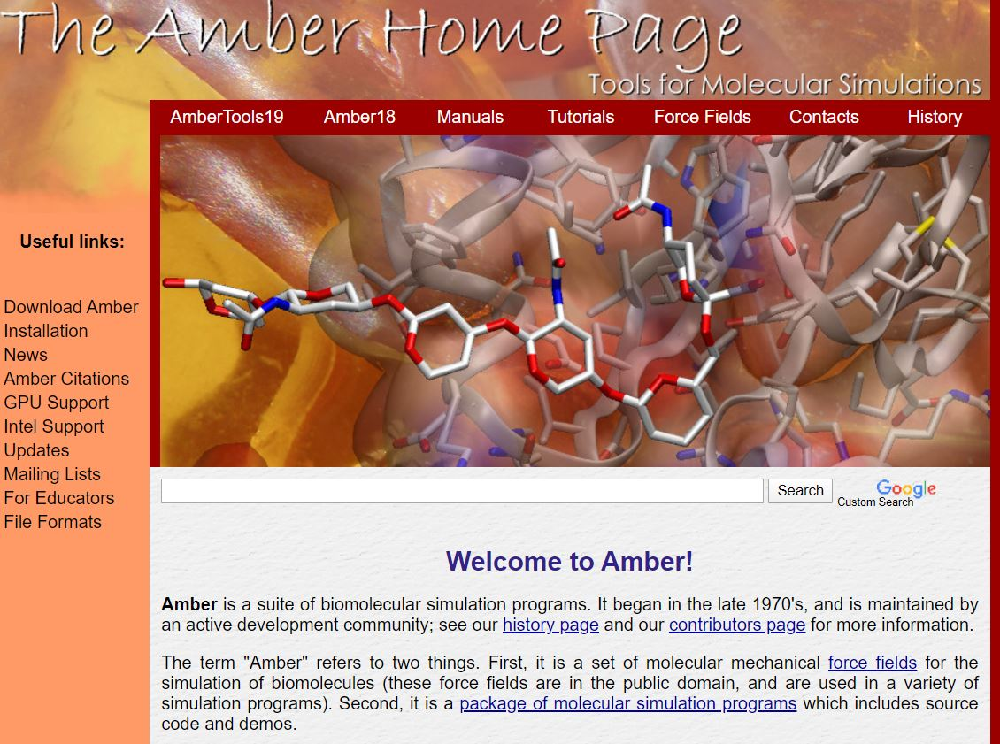 The Amber Home Page
Tools for Molecular Simulations
AmberTools19 Amber18 Manuals Tutorials Force Fields Contacts History
Useful links:
Download Amber
Installation
News
Amber Citations
GPU Support
Intel Support
Updates
Mailing Lists
For Educators
File Formats
Search
Google
Custom Search
Welcome to Amber!
Amber is a suite of biomolecular simulation programs. It began in the late 1970's, and is maintained by
an active development community; see our history page and our contributors page for more information.
The term "Amber" refers to two things. First, it is a set of molecular mechanical force fields for the
simulation of biomolecules (these force fields are in the public domain, and are used in a variety of
simulation programs). Second, it is a package of molecular simulation programs which includes source
code and demos.